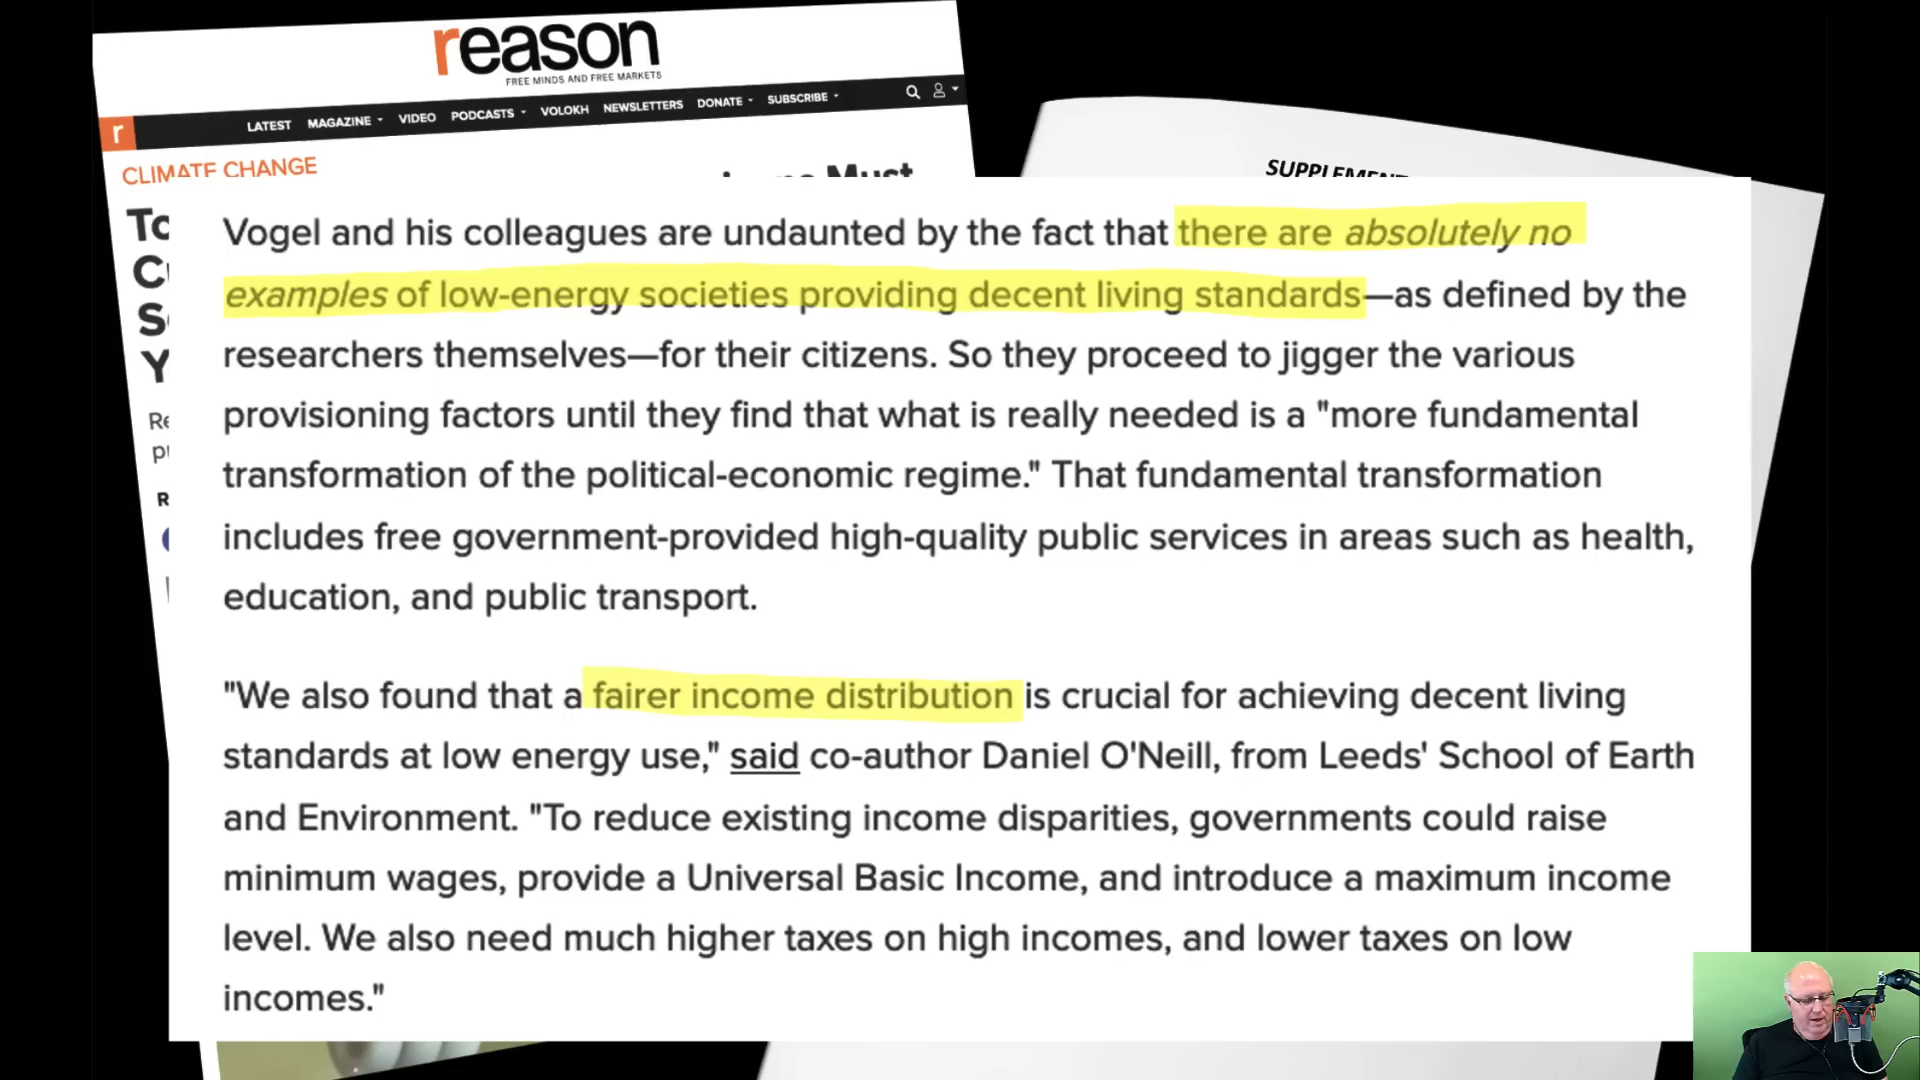 reason
FREE MINDS AND FREE MARKETS
LATEST MAGAZINE VIDEO PODCASTS VOLOKH NEWSLETTERS DONATE SUBSCRIBE
r
CLIMATE CHANGE
Must
SUPPLEMENT
Vogel and his colleagues are undaunted by the fact that there are absolutely no
examples of low-energy societies providing decent living standards—as defined by the
researchers themselves—for their citizens. So they proceed to jigger the various
provisioning factors until they find that what is really needed is a "more fundamental
transformation of the political-economic regime." That fundamental transformation
includes free government-provided high-quality public services in areas such as health,
education, and public transport.
"We also found that a fairer income distribution is crucial for achieving decent living
standards at low energy use," said co-author Daniel O'Neill, from Leeds' School of Earth
and Environment. "To reduce existing income disparities, governments could raise
minimum wages, provide a Universal Basic Income, and introduce a maximum income
level. We also need much higher taxes on high incomes, and lower taxes on low
incomes."